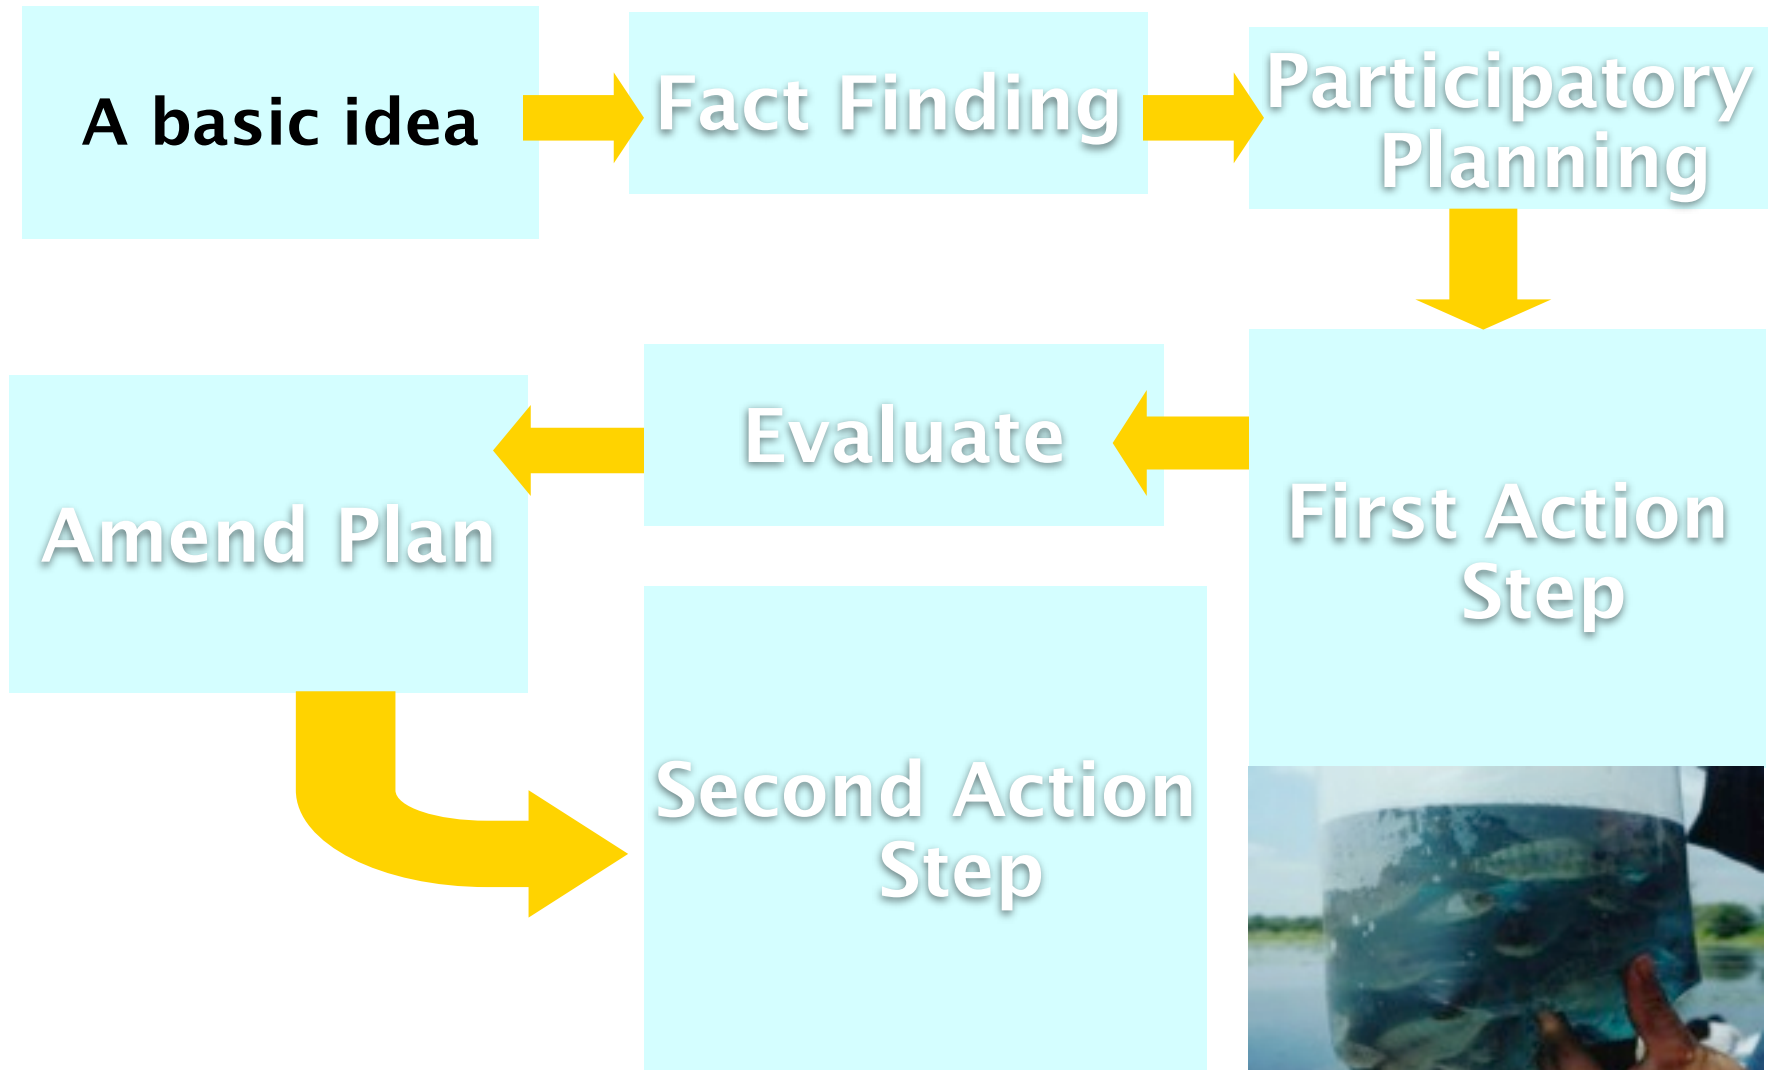 A basic idea
Fact Finding
Participatory
Planning
First Action
Step
Evaluate
Amend Plan
Second Action
Step